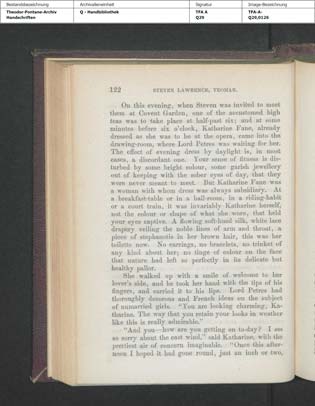 Bestandsbezeichnung Archivalieneinheit Signatur Image-Bezeichnung
Theodor-Fontane-Archiv Q - Handbibliothek TFA A TFA-A-
Handschriften Q29 Q29,0126
122 STEVEN LAWRENCE, YEOMAN.
On this evening, when Steven was invited to meet
them at Covent Garden, one of the accustomed high
teas was to take place at half-past six; and at some
minutes before six o'clock, Katharine Fane, already
dressed as she was to be at the opera, came into the
drawing-room, where Lord Petres was waiting for her.
The effect of evening dress by daylight is, in most
cases, a discordant one. Your sense of fitness is dis-
turbed by some bright colour, some garish jewellery
out of keeping with the sober eyes of day, that they
were never meant to meet. But Katharine Fane was
a woman with whom dress was always subsidiary. At
a breakfast-table or in a ball-room, in a riding-habit
or a court train, it was invariably Katharine herself,
not the colour or shape of what she wore, that held
your eyes captive. A flowing soft-hued silk, white lace
drapery veiling the noble lines of arm and throat, a
piece of stephanotis in her brown hair, this was her
toilette now. No earrings, no bracelets, no trinket of
any kind about her; no tinge of colour on the face
that nature had left so perfectly in its delicate but
healthy pallor.
She walked up with a smile of welcome to her
lover's side, and he took her hand with the tips of his
fingers, and carried it to his lips. Lord Petres had
thoroughly decorous and French ideas on the subject
of unmarried girls. "You are looking charming, Ka-
tharine. The way that you retain your looks in weather
like this is really admirable."
"And you—how are you getting on to-day? I am
so sorry about the east wind," said Katharine, with the
prettiest air of concern imaginable. "Once this after-
noon I hoped it had gone round, just an inch or two,